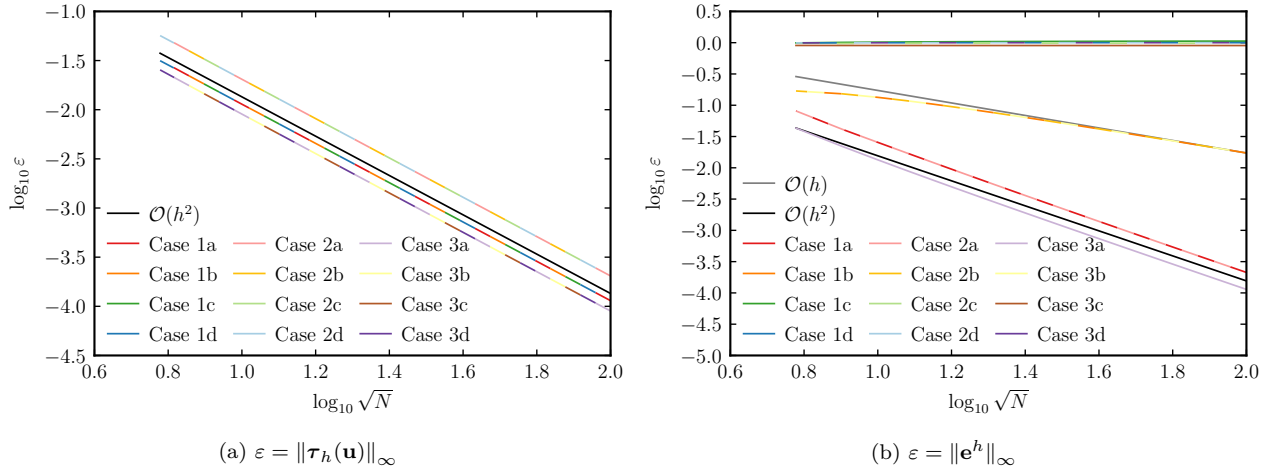 −1.0
−1.5
−2.0
−2.5
−3.0
−3.5
−4.0
−4.5
log₁₀ ε
O(h²)
Case 1a Case 2a Case 3a
Case 1b Case 2b Case 3b
Case 1c Case 2c Case 3c
Case 1d Case 2d Case 3d
0.6 0.8 1.0 1.2 1.4 1.6 1.8 2.0
log₁₀ √N
(a) ε = ‖τₕ(u)‖∞
0.5
0.0
−0.5
−1.0
−1.5
−2.0
−2.5
−3.0
−3.5
−4.0
−4.5
−5.0
log₁₀ ε
O(h)
O(h²)
Case 1a Case 2a Case 3a
Case 1b Case 2b Case 3b
Case 1c Case 2c Case 3c
Case 1d Case 2d Case 3d
0.6 0.8 1.0 1.2 1.4 1.6 1.8 2.0
log₁₀ √N
(b) ε = ‖eʰ‖∞